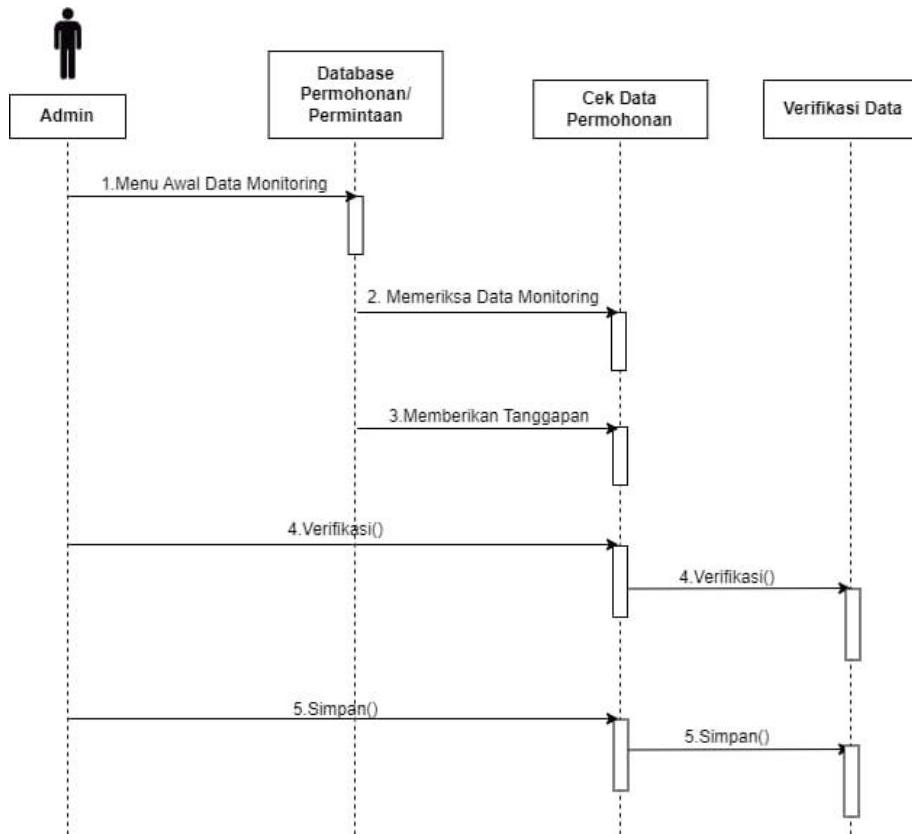 Admin
Database
Permohonan/
Permintaan
Cek Data
Permohonan
Verifikasi Data
1.Menu Awal Data Monitoring
2. Memeriksa Data Monitoring
3.Memberikan Tanggapan
4.Verifikasi()
4.Verifikasi()
5.Simpan()
5.Simpan()